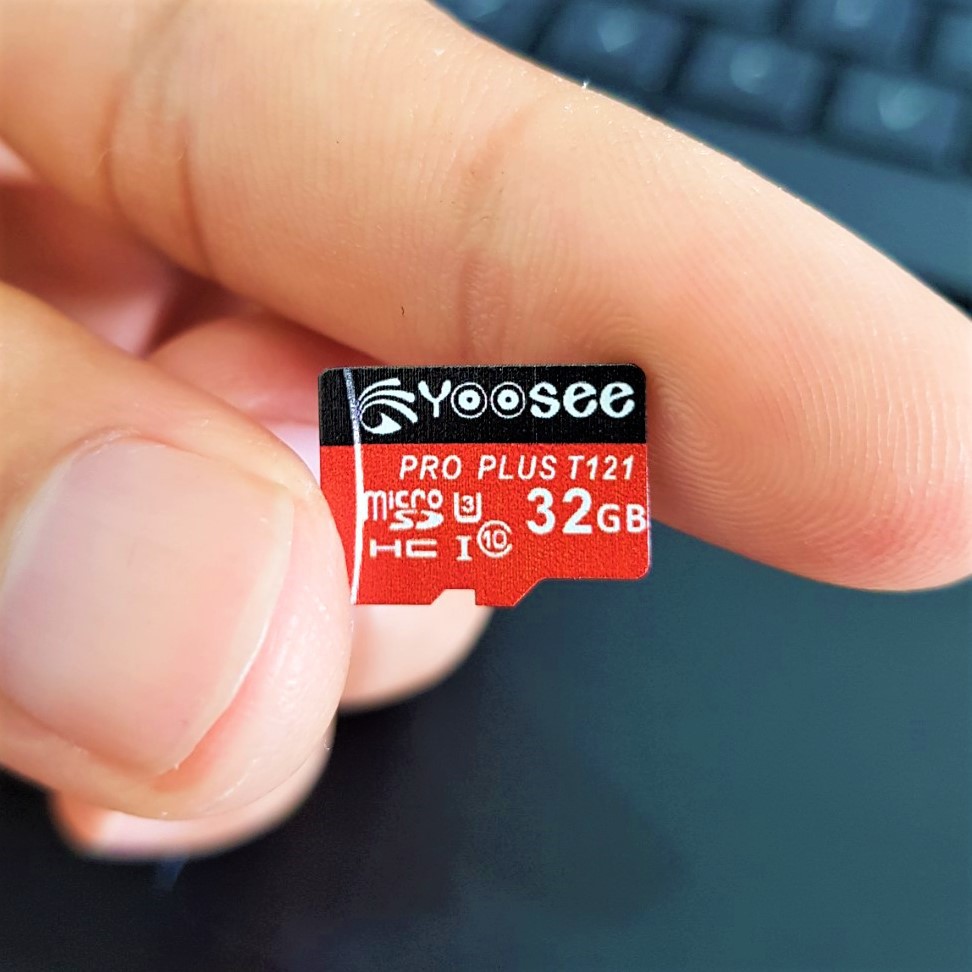 YOOSEE
PRO PLUS T121
micro SD HC U3 I 10 32GB